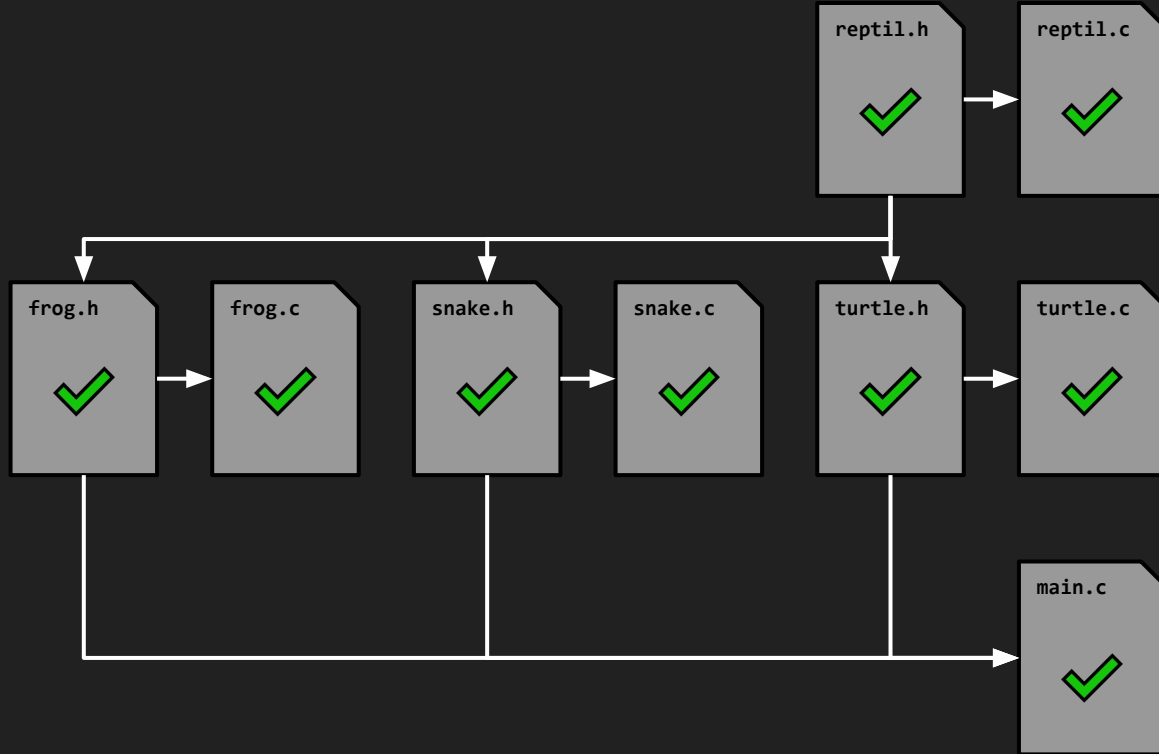 reptil.h
reptil.c
frog.h
frog.c
snake.h
snake.c
turtle.h
turtle.c
main.c